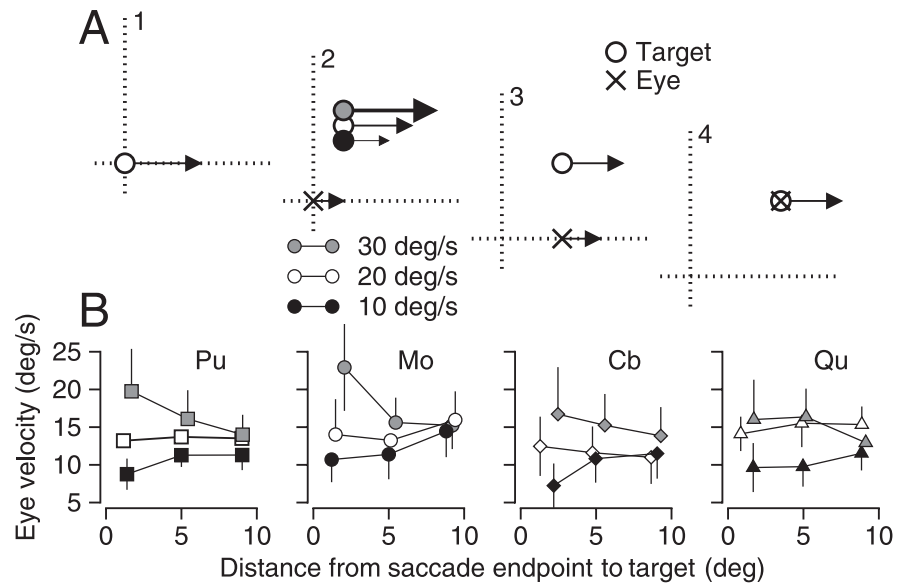 A
1
2
3
4
Target
Eye
30 deg/s
20 deg/s
10 deg/s
B
Eye velocity (deg/s)
25
20
15
10
5
Pu
Mo
Cb
Qu
0 5 10
0 5 10
0 5 10
0 5 10
Distance from saccade endpoint to target (deg)